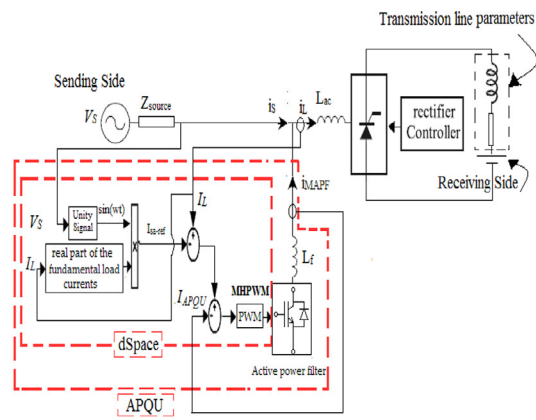 Transmission line parameters
Sending Side
Zsource
VS
iS
iL
Lac
rectifier
Controller
Receiving Side
iMAPF
IL
VS
Unity
Signal
sin(wt)
X
Isa-ref
IL
real part of the
fundamental load
currents
Lf
IAPQU
MHPWM
PWM
dSpace
Active power filter
APQU